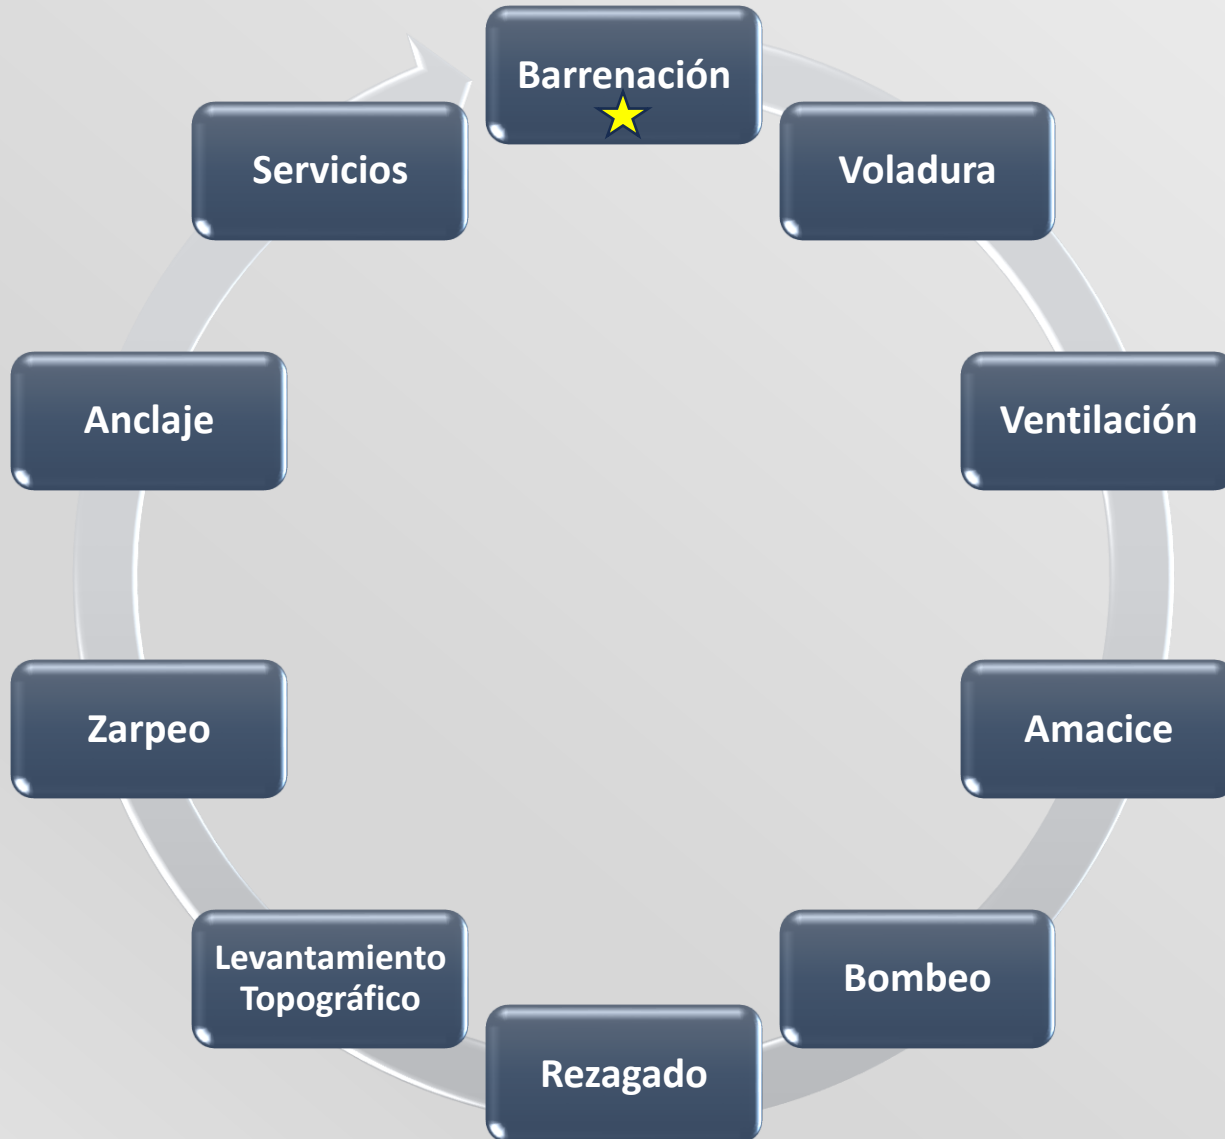 Barrenación
Voladura
Ventilación
Amacice
Bombeo
Rezagado
Levantamiento
Topográfico
Zarpeo
Anclaje
Servicios